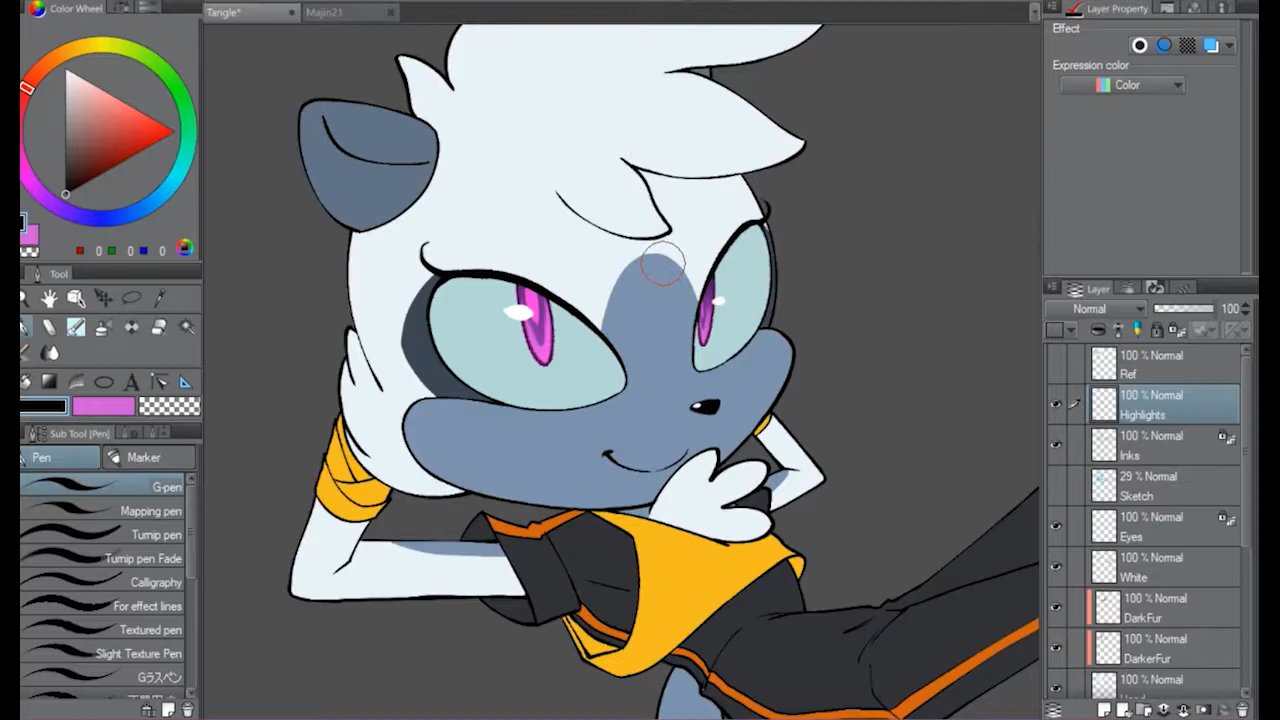 Color Wheel
Tangle*
Majin21
Layer Property
Effect
Expression color
Color
0 0 0
Tool
Sub Tool [Pen]
Pen
Marker
G-pen
Mapping pen
Turnip pen
Turnip pen Fade
Calligraphy
For effect lines
Textured pen
Slight Texture Pen
Gラスペン
Layer
Normal
100
100 % Normal
Ref
100 % Normal
Highlights
100 % Normal
Inks
29 % Normal
Sketch
100 % Normal
Eyes
100 % Normal
White
100 % Normal
DarkFur
100 % Normal
DarkerFur
100 % Normal